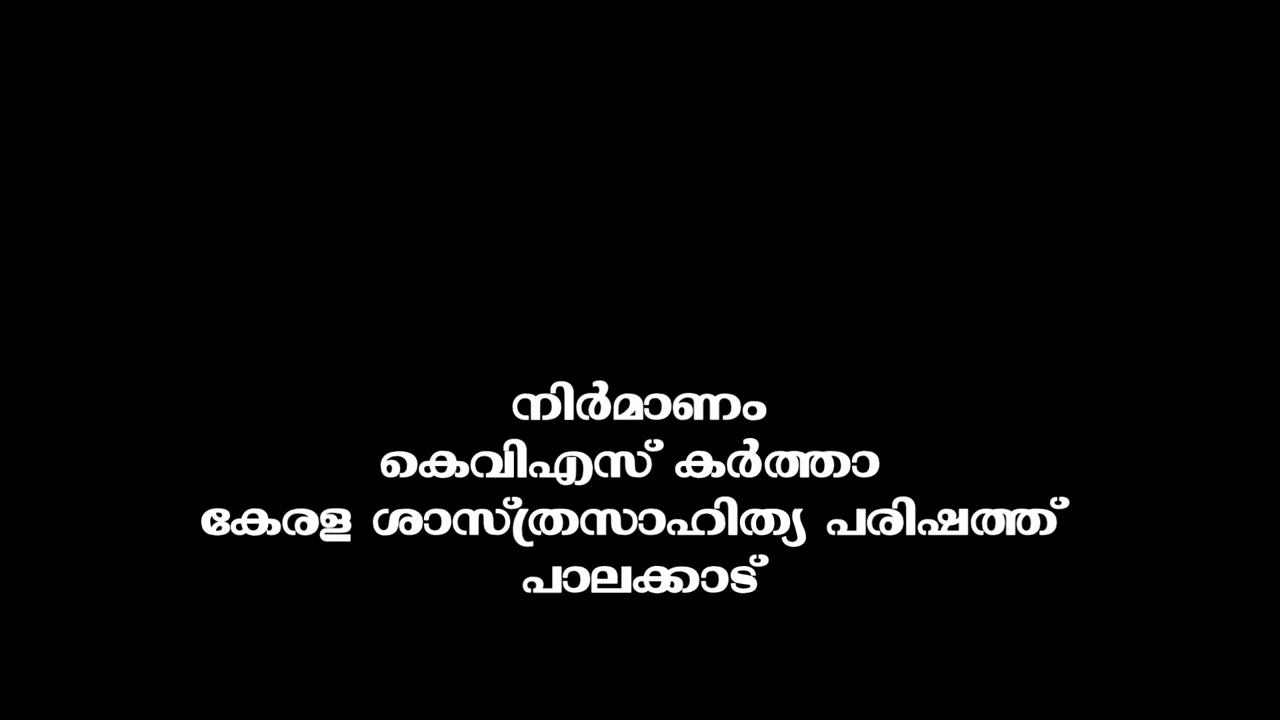 നിർമാണം
കെവിഎസ് കർത്താ
കേരള ശാസ്ത്രസാഹിത്യ പരിഷത്ത്
പാലക്കാട്